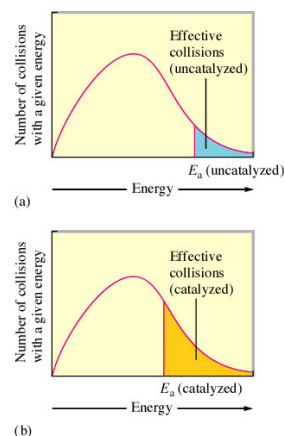 Number of collisions
with a given energy
Effective
collisions
(uncatalyzed)
Ea (uncatalyzed)
Energy
(a)
Number of collisions
with a given energy
Effective
collisions
(catalyzed)
Ea (catalyzed)
Energy
(b)